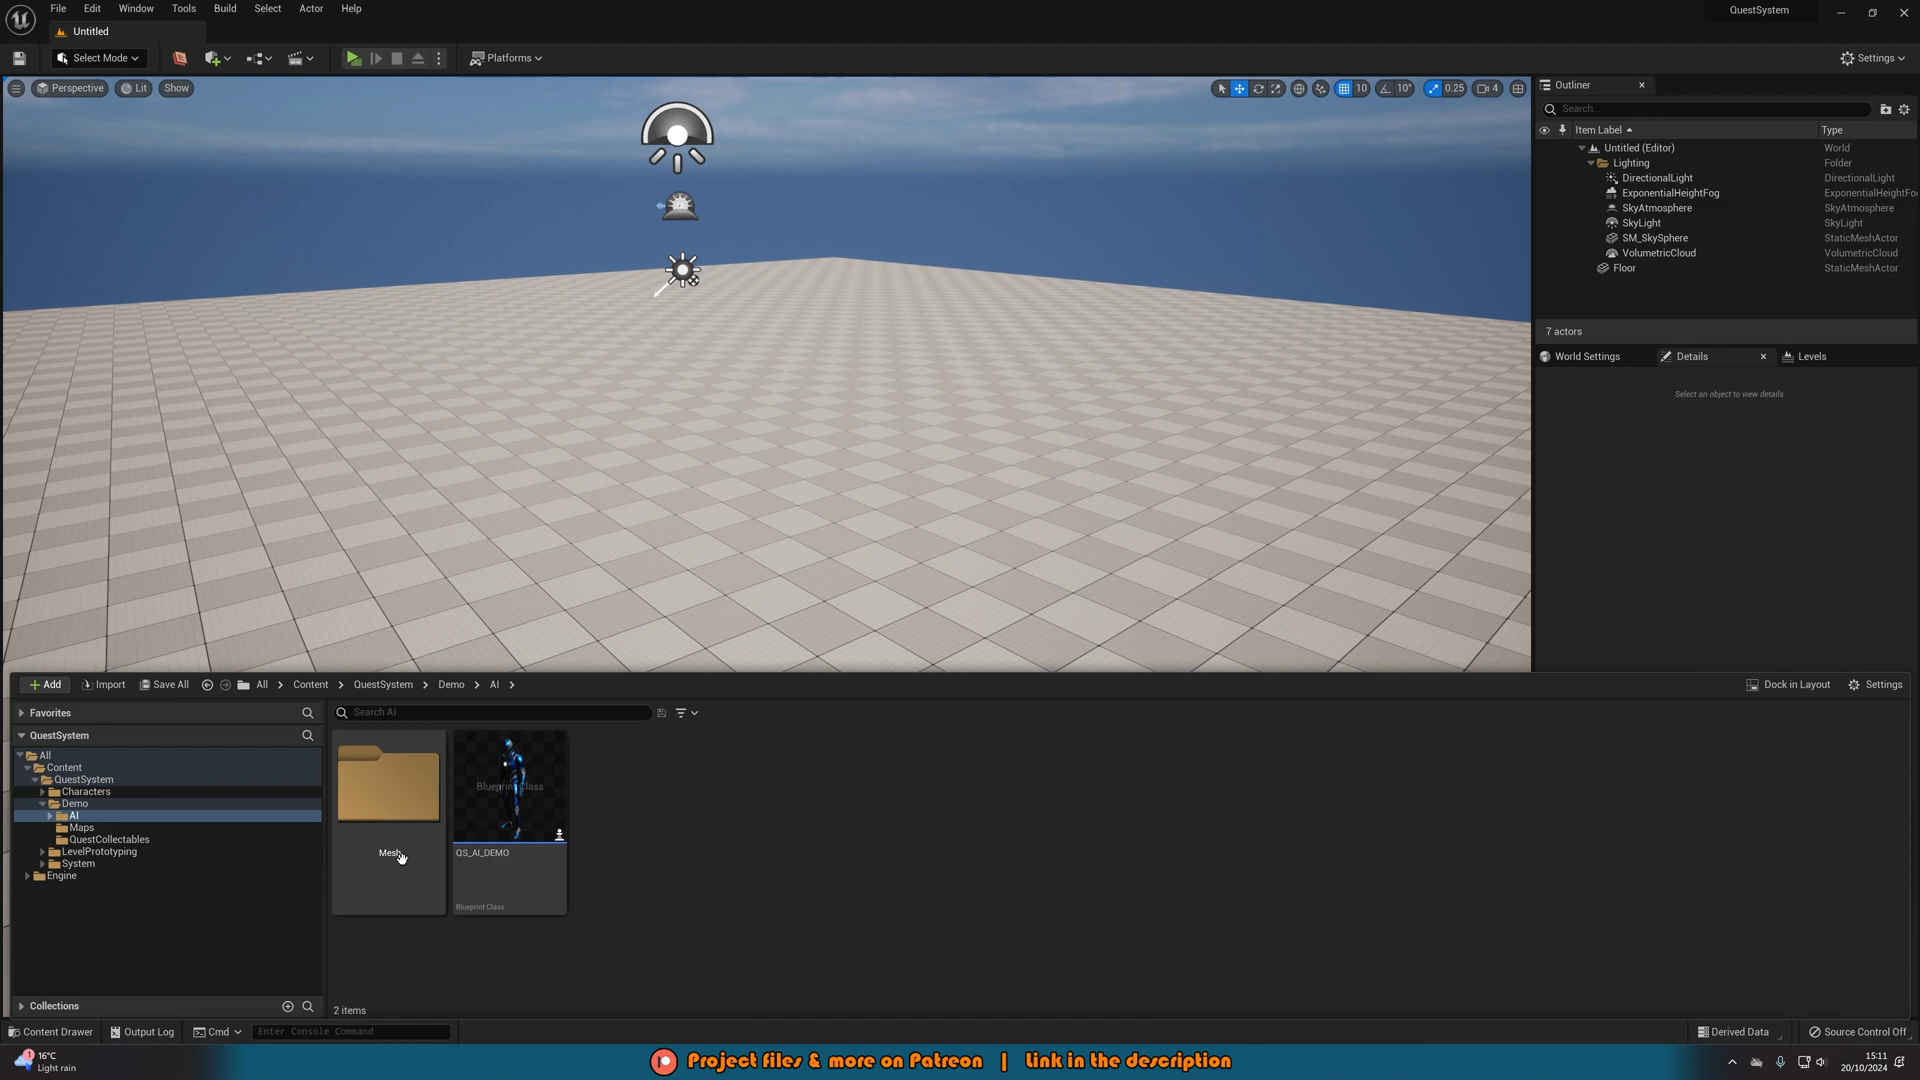 File Edit Window Tools Build Select Actor Help
QuestSystem
Untitled
Select Mode
Platforms
Settings
Perspective Lit Show
10 10° 0.25 4
Outliner
Search...
Item Label Type
Untitled (Editor) World
Lighting Folder
DirectionalLight DirectionalLight
ExponentialHeightFog ExponentialHeightFo
SkyAtmosphere SkyAtmosphere
SkyLight SkyLight
SM_SkySphere StaticMeshActor
VolumetricCloud VolumetricCloud
Floor StaticMeshActor
7 actors
World Settings Details Levels
Select an object to view details.
Add Import Save All All Content QuestSystem Demo AI
Dock in Layout Settings
Favorites
Search AI
QuestSystem
All
Content
QuestSystem
Characters
Demo
AI
Maps
QuestCollectables
LevelPrototyping
System
Engine
Blueprint Class
Mesh
QS_AI_DEMO
Blueprint Class
Collections
2 items
Content Drawer Output Log Cmd Enter Console Command
Derived Data Source Control Off
1
16°C
Light rain
Project files & more on Patreon | Link in the description
15:11
20/10/2024